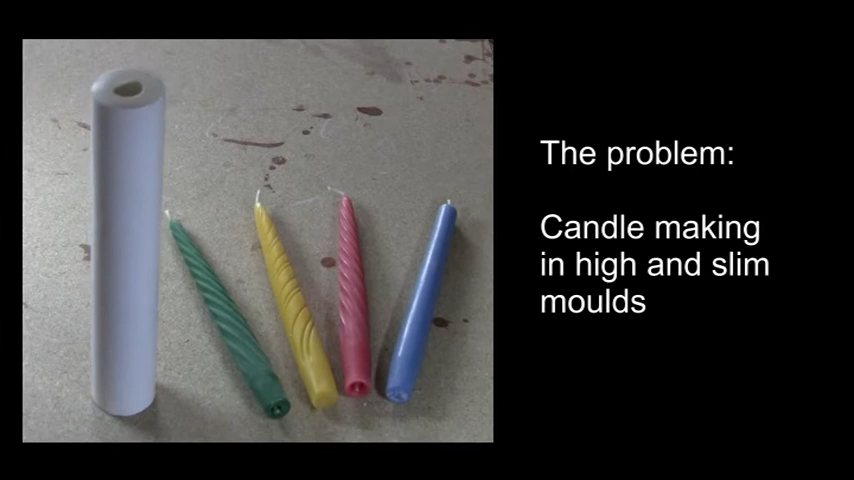 The problem:
Candle making
in high and slim
moulds